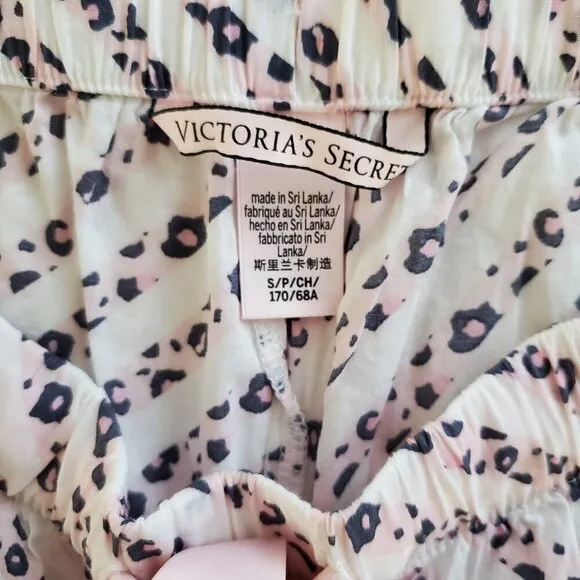 VICTORIA'S SECRET
made in Sri Lanka/
fabriqué au Sri Lanka/
hecho en Sri Lanka/
fabbricato in Sri
Lanka/
斯里兰卡制造
S/P/CH/
170/68A